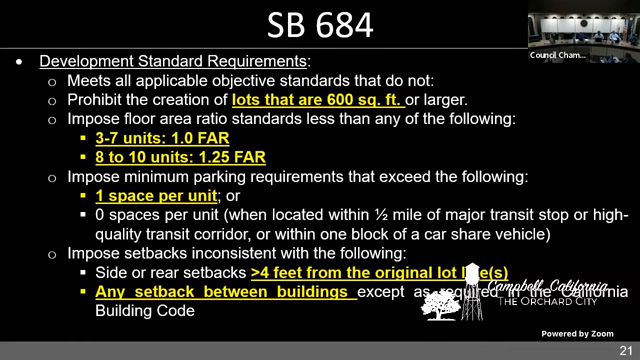 SB 684
Council Cham...
• Development Standard Requirements:
o Meets all applicable objective standards that do not:
o Prohibit the creation of lots that are 600 sq. ft. or larger.
o Impose floor area ratio standards less than any of the following:
▪ 3-7 units: 1.0 FAR
▪ 8 to 10 units: 1.25 FAR
o Impose minimum parking requirements that exceed the following:
▪ 1 space per unit; or
▪ 0 spaces per unit (when located within ½ mile of major transit stop or high-
quality transit corridor, or within one block of a car share vehicle)
o Impose setbacks inconsistent with the following:
▪ Side or rear setbacks >4 feet from the original lot line(s)
▪ Any setback between buildings except as required in the California
Building Code
Campbell, California
THE ORCHARD CITY
Powered by Zoom
21